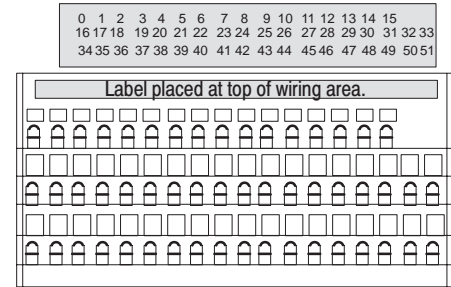 0 1 2 3 4 5 6 7 8 9 10 11 12 13 14 15
16 17 18 19 20 21 22 23 24 25 26 27 28 29 30 31 32 33
34 35 36 37 38 39 40 41 42 43 44 45 46 47 48 49 50 51
Label placed at top of wiring area.